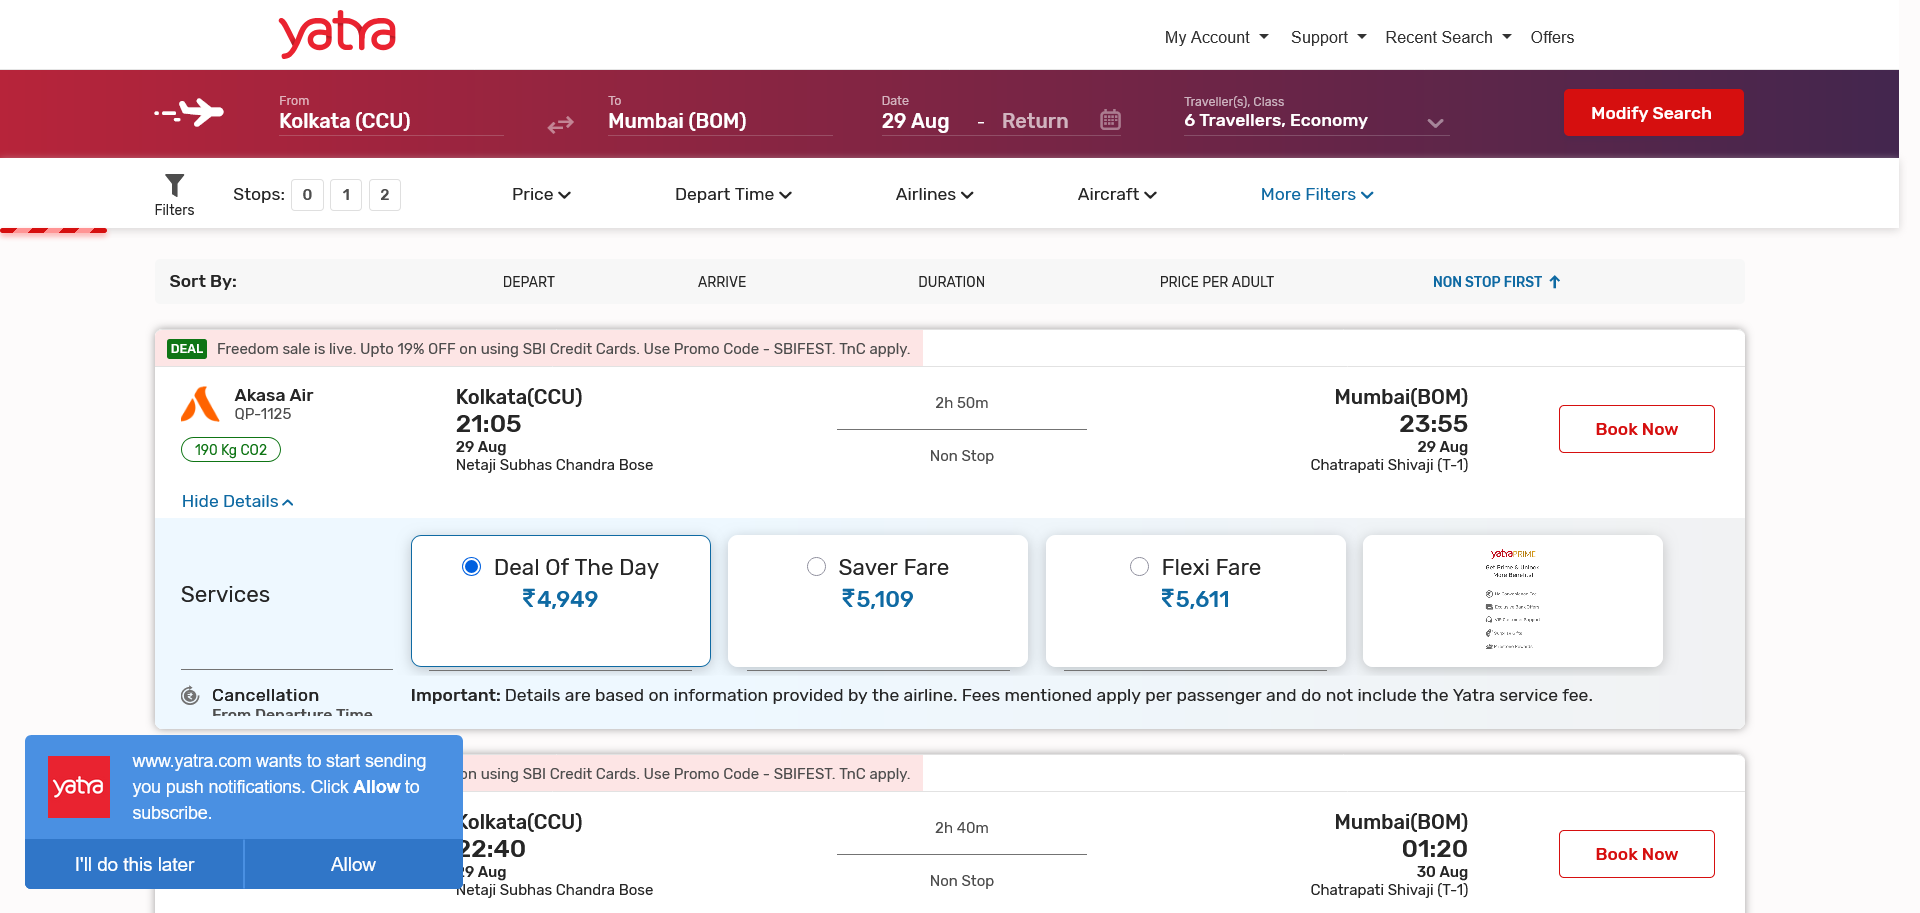 yatra
My Account
Support
Recent Search
Offers
From
Kolkata (CCU)
To
Mumbai (BOM)
Date
29 Aug - Return
Traveller(s), Class
6 Travellers, Economy
Modify Search
Filters
Stops: 0 1 2
Price
Depart Time
Airlines
Aircraft
More Filters
Sort By:
DEPART
ARRIVE
DURATION
PRICE PER ADULT
NON STOP FIRST
DEAL Freedom sale is live. Upto 19% OFF on using SBI Credit Cards. Use Promo Code - SBIFEST. TnC apply.
Akasa Air
QP-1125
190 Kg CO2
Kolkata(CCU)
21:05
29 Aug
Netaji Subhas Chandra Bose
2h 50m
Non Stop
Mumbai(BOM)
23:55
29 Aug
Chatrapati Shivaji (T-1)
Book Now
Hide Details
Services
Deal Of The Day
₹4,949
Saver Fare
₹5,109
Flexi Fare
₹5,611
yatraPRIME
Get Prime & Unlock
More Benefits!
Cancellation
From Departure Time
Important: Details are based on information provided by the airline. Fees mentioned apply per passenger and do not include the Yatra service fee.
on using SBI Credit Cards. Use Promo Code - SBIFEST. TnC apply.
Kolkata(CCU)
22:40
29 Aug
Netaji Subhas Chandra Bose
2h 40m
Non Stop
Mumbai(BOM)
01:20
30 Aug
Chatrapati Shivaji (T-1)
Book Now
yatra
www.yatra.com wants to start sending
you push notifications. Click Allow to
subscribe.
I'll do this later
Allow